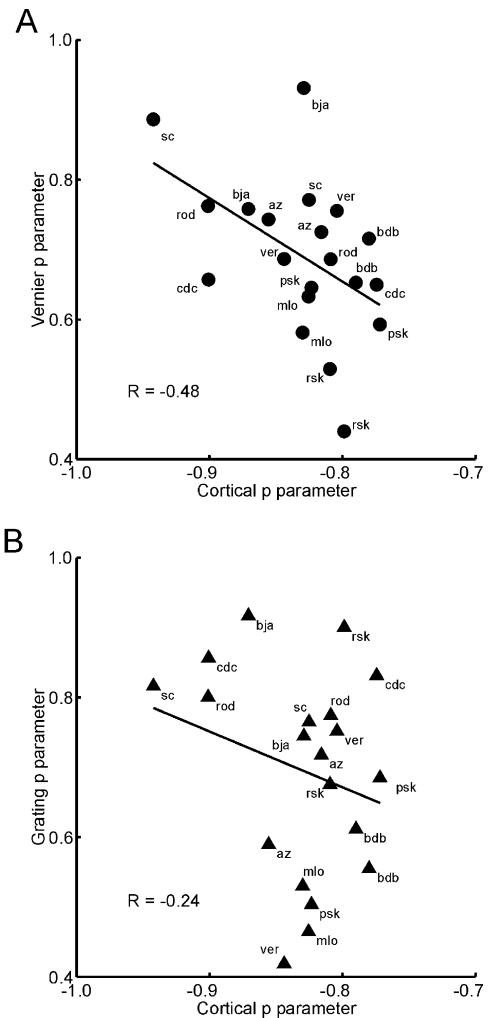 A
1.0
bja
sc
sc
bja
ver
rod
az
az
bdb
ver
rod
0.8
bdb
psk
cdc
cdc
mlo
0.6
psk
mlo
rsk
R = -0.48
rsk
0.4
-1.0 -0.9 -0.8 -0.7
Cortical p parameter
Vernier p parameter
B
1.0
bja
rsk
cdc
cdc
sc
0.8
rod
sc
rod
ver
bja
az
rsk
psk
0.6
bdb
az
bdb
mlo
R = -0.24
psk
mlo
ver
0.4
-1.0 -0.9 -0.8 -0.7
Cortical p parameter
Grating p parameter